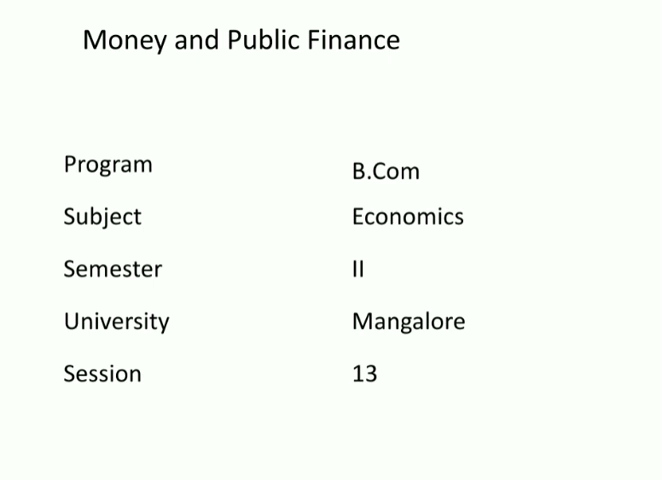 Money and Public Finance
Program B.Com
Subject Economics
Semester II
University Mangalore
Session 13